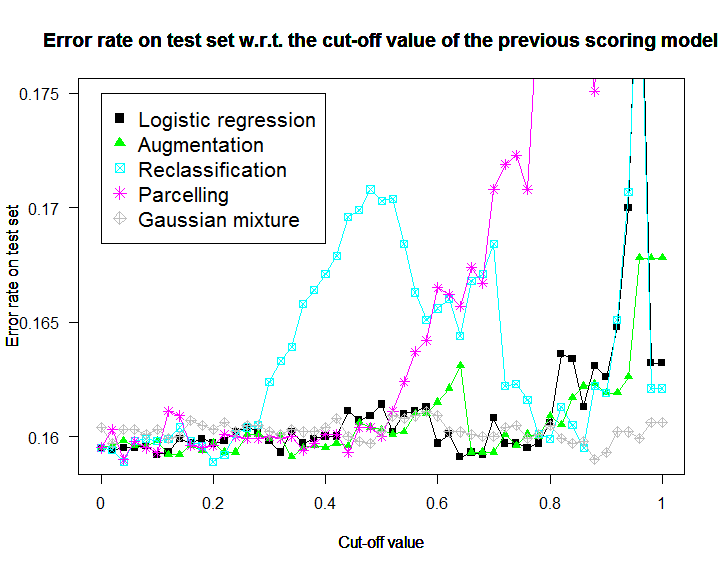 Error rate on test set w.r.t. the cut-off value of the previous scoring model
Logistic regression
Augmentation
Reclassification
Parcelling
Gaussian mixture
Error rate on test set
0.175
0.17
0.165
0.16
0
0.2
0.4
0.6
0.8
1
Cut-off value